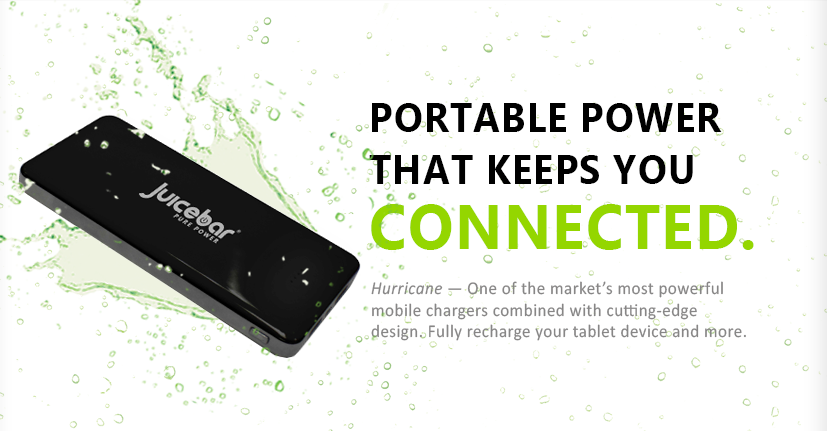 juicebar®
PURE POWER
PORTABLE POWER
THAT KEEPS YOU
CONNECTED.
Hurricane — One of the market’s most powerful
mobile chargers combined with cutting-edge
design. Fully recharge your tablet device and more.